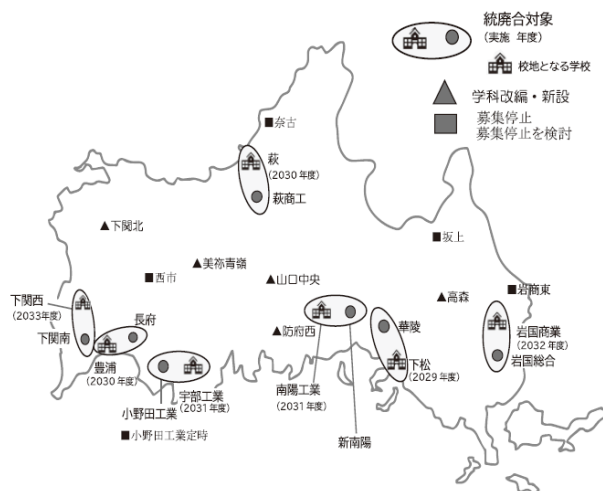 統廃合対象
(実施 年度)
校地となる学校
▲ 学科改編・新設
■ 募集停止
募集停止を検討
■奈古
萩
(2030年度)
萩商工
▲下関北
■坂上
■西市
▲美祢青嶺
▲山口中央
▲高森
■岩商東
下関西
(2033年度)
下関南
長府
豊浦
(2030年度)
小野田工業
宇部工業
(2031年度)
■小野田工業定時
▲防府西
南陽工業
(2031年度)
新南陽
華陵
下松
(2029年度)
岩国商業
(2032年度)
岩国総合